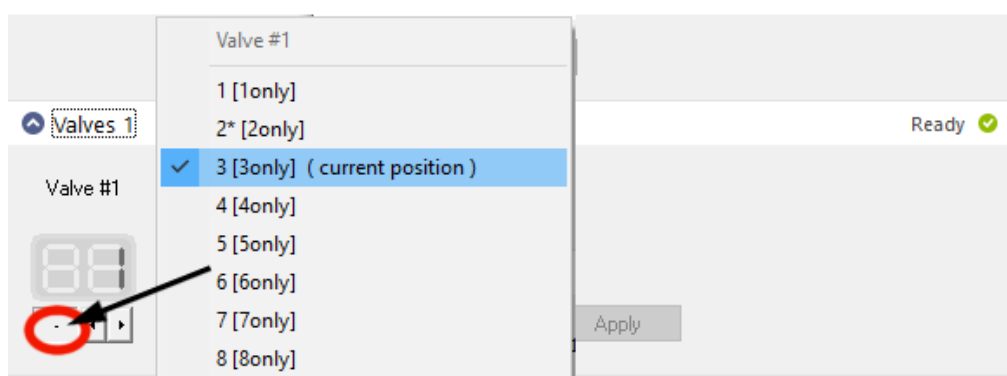 Valve #1
1 [1only]
Valves 1
2* [2only]
Ready
3 [3only] ( current position )
Valve #1
4 [4only]
5 [5only]
1
6 [6only]
7 [7only]
Apply
8 [8only]